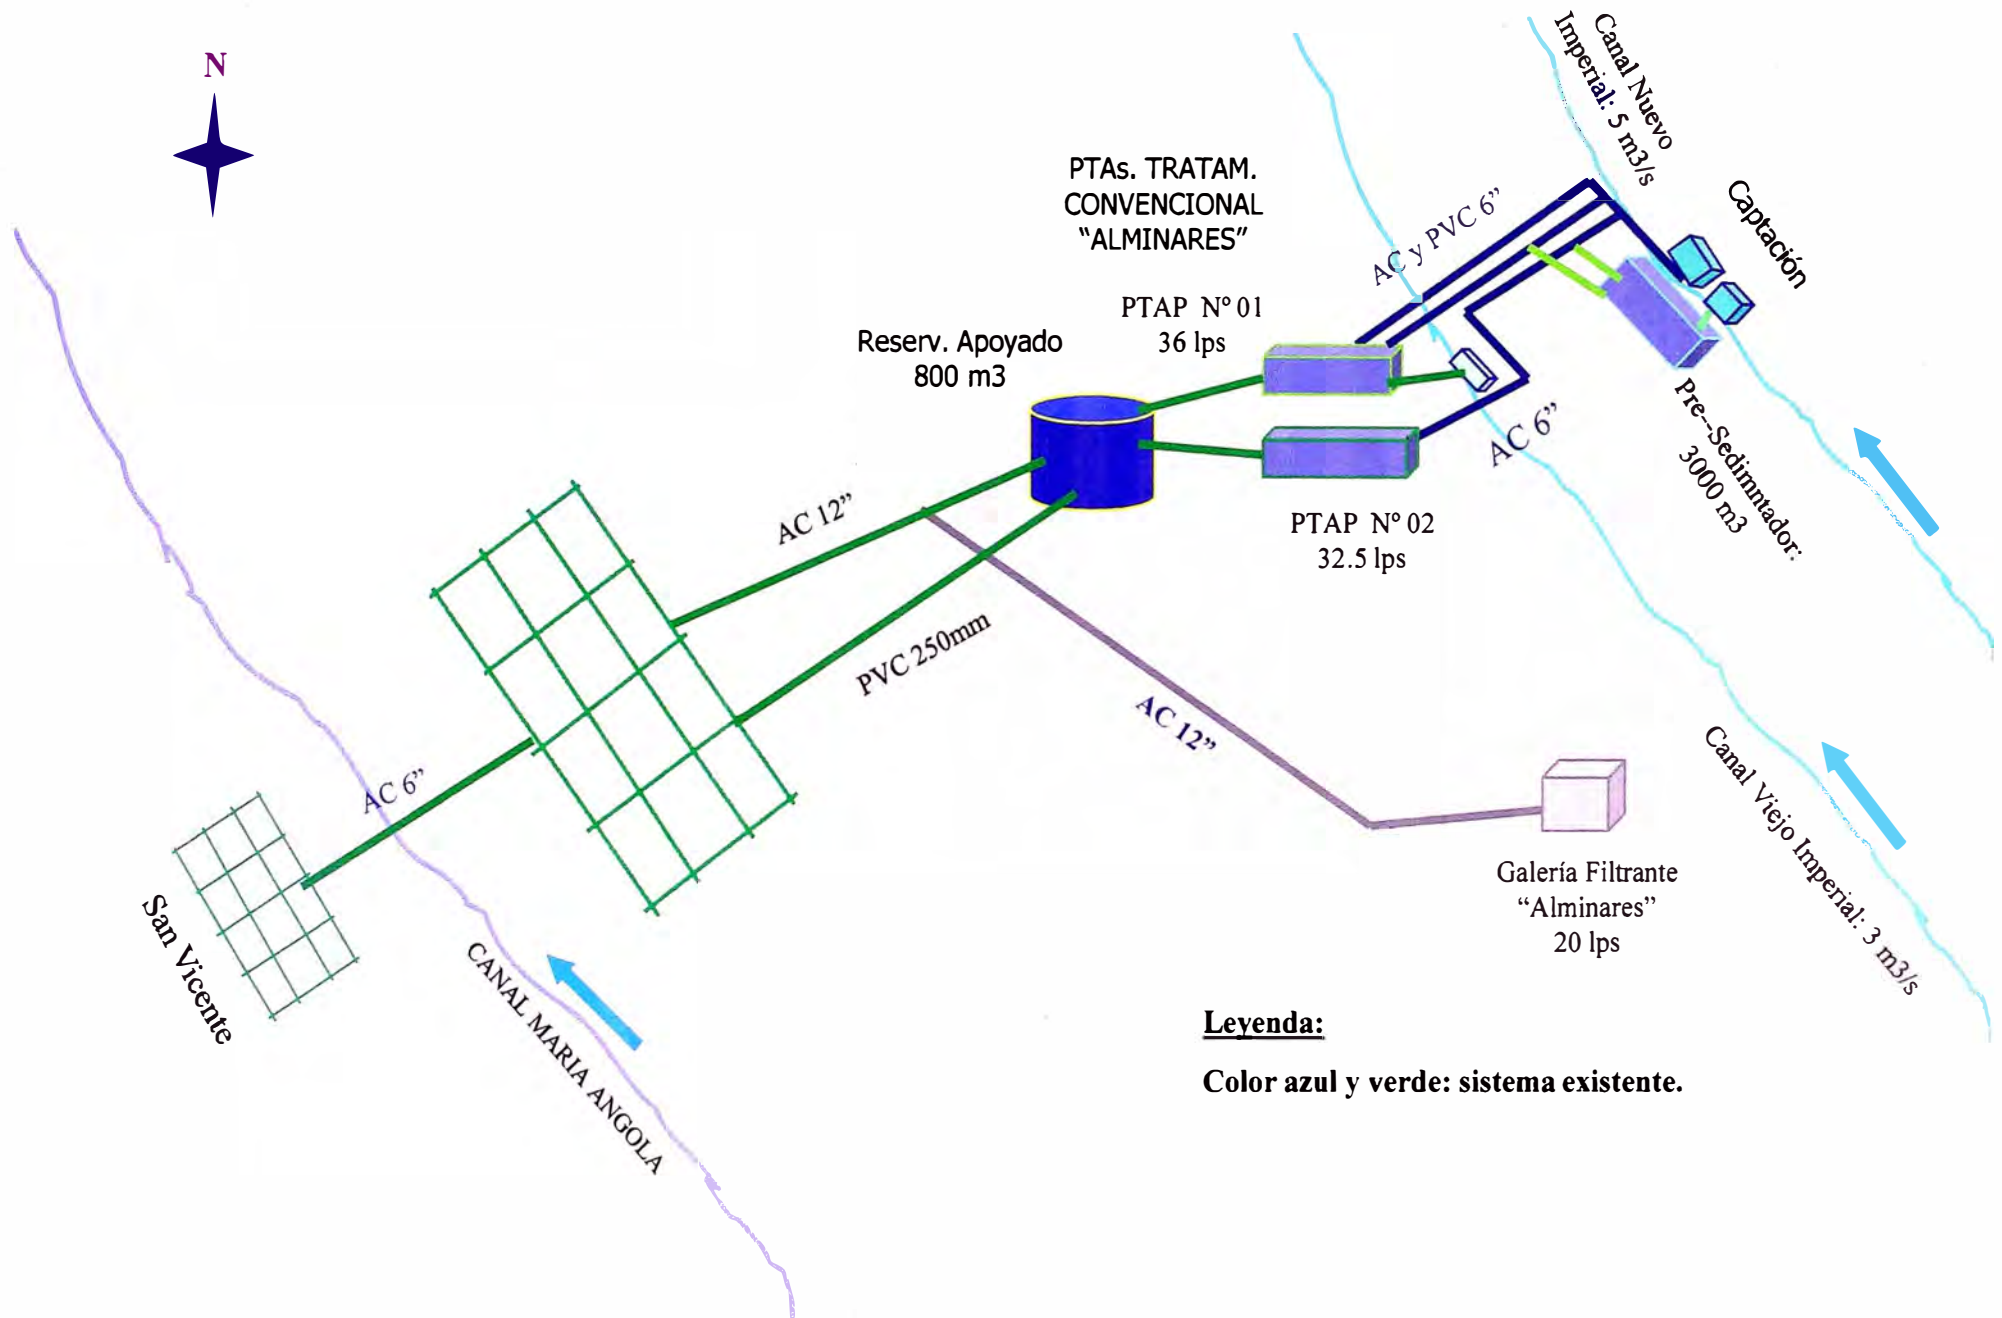 N
Canal Nuevo
Imperial: 5 m3/s
Captación
PTAs. TRATAM.
CONVENCIONAL
“ALMINARES”
AC y PVC 6”
PTAP Nº 01
36 lps
Reserv. Apoyado
800 m3
Pre--Sedimntador:
3000 m3
AC 6”
PTAP Nº 02
32.5 lps
AC 12”
PVC 250mm
AC 12”
AC 6”
Canal Viejo Imperial: 3 m3/s
Galería Filtrante
“Alminares”
20 lps
San Vicente
CANAL MARIA ANGOLA
Leyenda:
Color azul y verde: sistema existente.